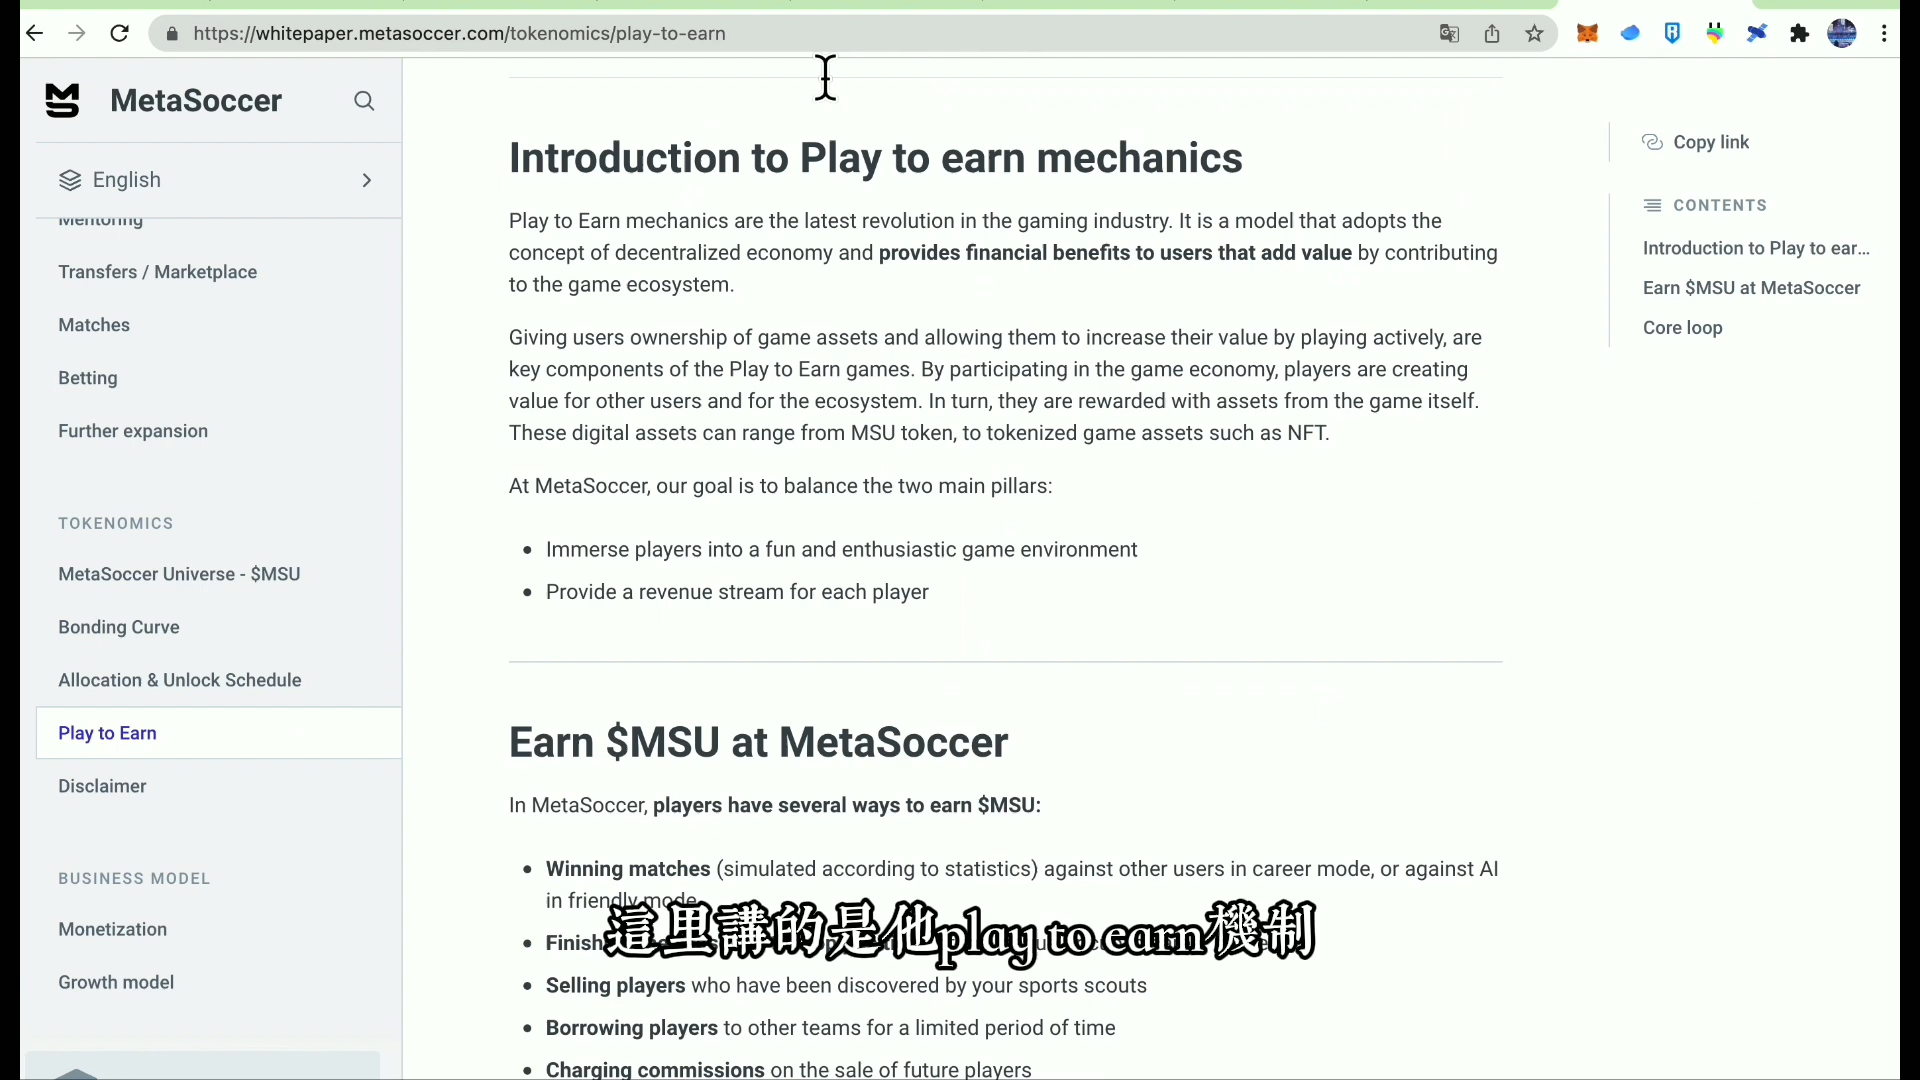 https://whitepaper.metasoccer.com/tokenomics/play-to-earn
MetaSoccer
English
Mentoring
Transfers / Marketplace
Matches
Betting
Further expansion
TOKENOMICS
MetaSoccer Universe - $MSU
Bonding Curve
Allocation & Unlock Schedule
Play to Earn
Disclaimer
BUSINESS MODEL
Monetization
Growth model
Introduction to Play to earn mechanics
Play to Earn mechanics are the latest revolution in the gaming industry. It is a model that adopts the
concept of decentralized economy and provides financial benefits to users that add value by contributing
to the game ecosystem.
Giving users ownership of game assets and allowing them to increase their value by playing actively, are
key components of the Play to Earn games. By participating in the game economy, players are creating
value for other users and for the ecosystem. In turn, they are rewarded with assets from the game itself.
These digital assets can range from MSU token, to tokenized game assets such as NFT.
At MetaSoccer, our goal is to balance the two main pillars:
• Immerse players into a fun and enthusiastic game environment
• Provide a revenue stream for each player
Earn $MSU at MetaSoccer
In MetaSoccer, players have several ways to earn $MSU:
• Winning matches (simulated according to statistics) against other users in career mode, or against AI
in friendly mode
• Selling players who have been discovered by your sports scouts
• Borrowing players to other teams for a limited period of time
• Charging commissions on the sale of future players
這里講的是他play to earn機制
Copy link
CONTENTS
Introduction to Play to ear...
Earn $MSU at MetaSoccer
Core loop